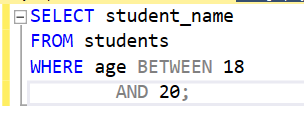 SELECT student_name
FROM students
WHERE age BETWEEN 18
AND 20;